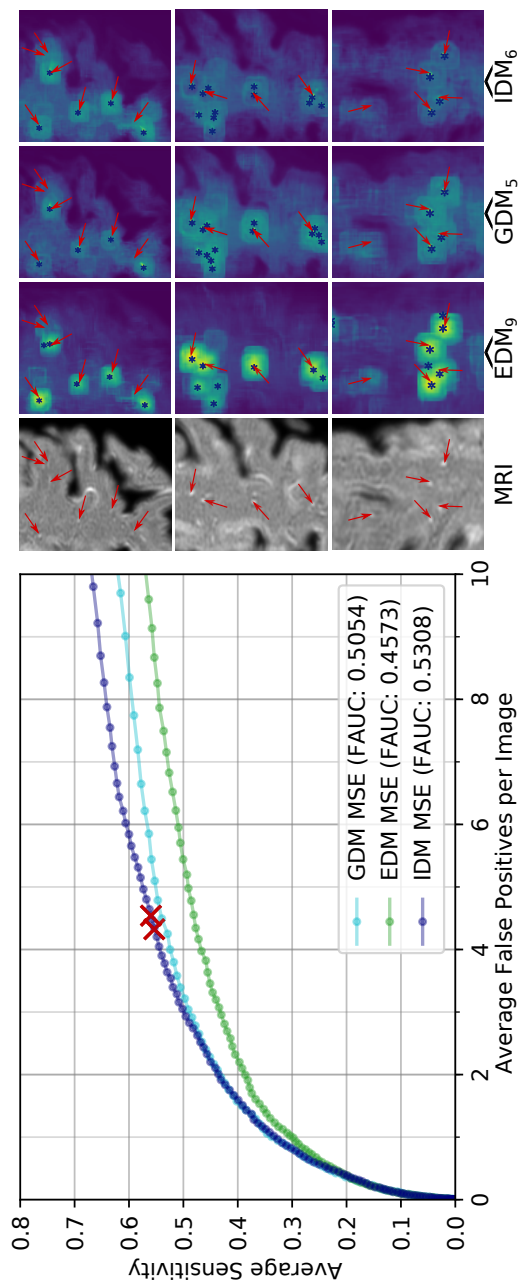 0.8
0.7
0.6
0.5
0.4
0.3
0.2
0.1
0.0
Average Sensitivity
0 2 4 6 8 10
Average False Positives per Image
GDM MSE (FAUC: 0.5054)
EDM MSE (FAUC: 0.4573)
IDM MSE (FAUC: 0.5308)
MRI
EDM9
GDM5
IDM6